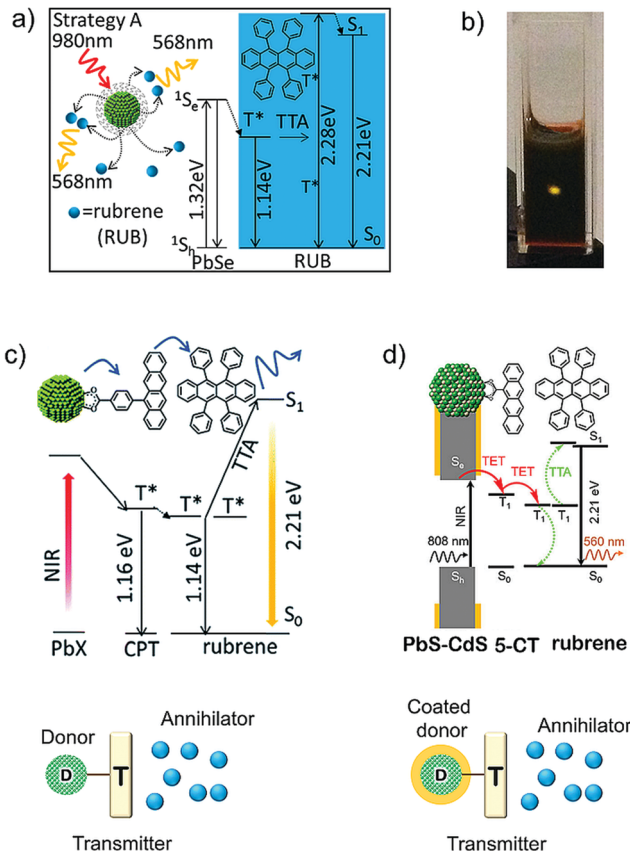 a)
Strategy A
980nm
568nm
568nm
=rubrene
(RUB)
¹Sₑ
¹Sₕ
1.32eV
PbSe
T*
TTA
1.14eV
T*
T*
2.28eV
2.21eV
S₁
S₀
RUB
b)
c)
S₁
TTA
T*
T*
T*
NIR
1.16 eV
1.14 eV
2.21 eV
S₀
PbX
CPT
rubrene
d)
Sₑ
TET
TET
TTA
S₁
T₁
T₁
T₁
NIR
2.21 eV
808 nm
560 nm
Sₕ
S₀
S₀
PbS-CdS 5-CT rubrene
Donor
Annihilator
D
T
Transmitter
Coated
donor
Annihilator
D
T
Transmitter